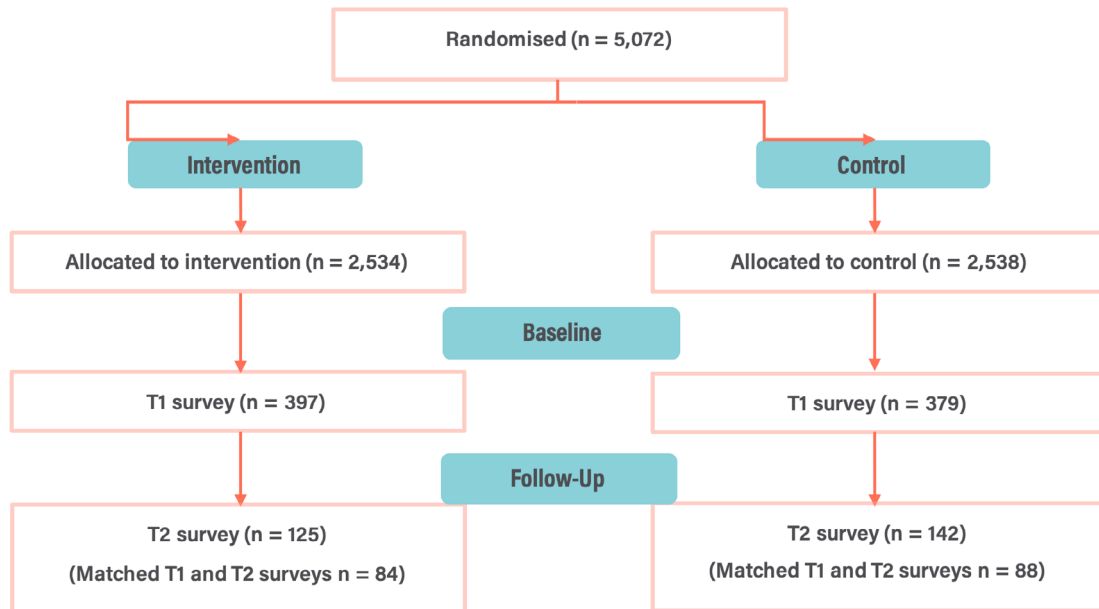 Randomised (n = 5,072)
Intervention
Control
Allocated to intervention (n = 2,534)
Allocated to control (n = 2,538)
Baseline
T1 survey (n = 397)
T1 survey (n = 379)
Follow-Up
T2 survey (n = 125)
(Matched T1 and T2 surveys n = 84)
T2 survey (n = 142)
(Matched T1 and T2 surveys n = 88)